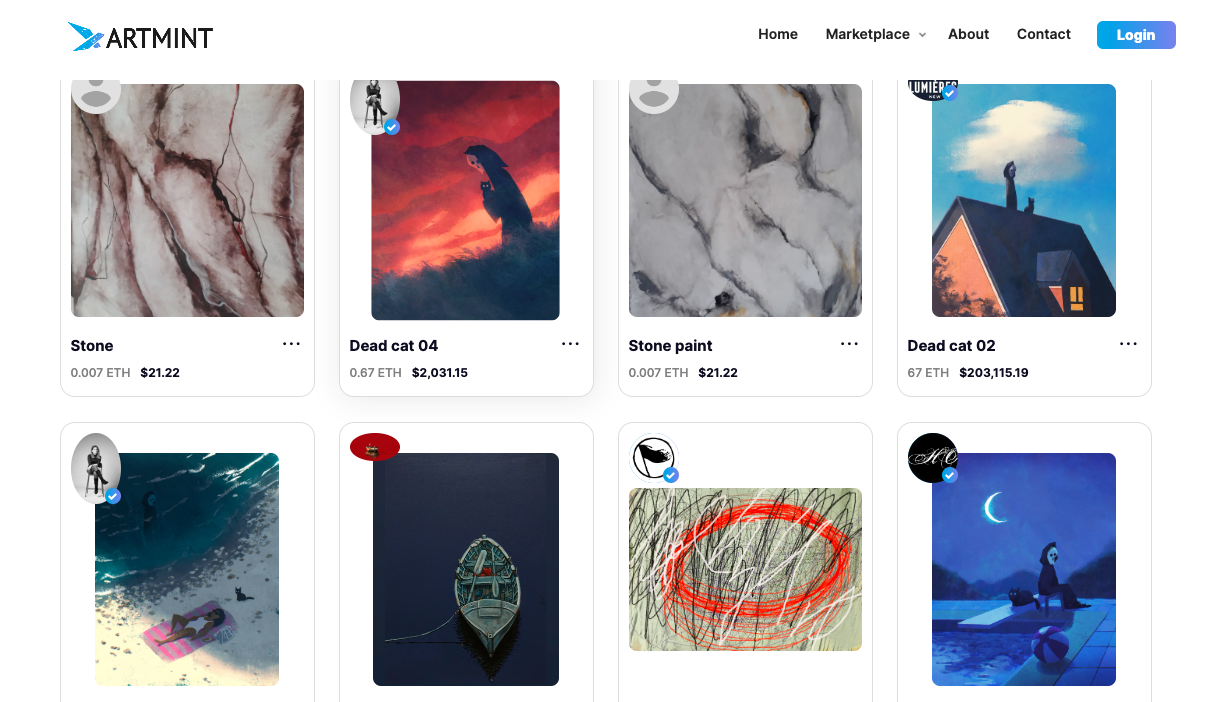 ARTMINT
Home Marketplace About Contact Login
LUMIÈRES
NEW
Stone
0.007 ETH $21.22
Dead cat 04
0.67 ETH $2,031.15
Stone paint
0.007 ETH $21.22
Dead cat 02
67 ETH $203,115.19